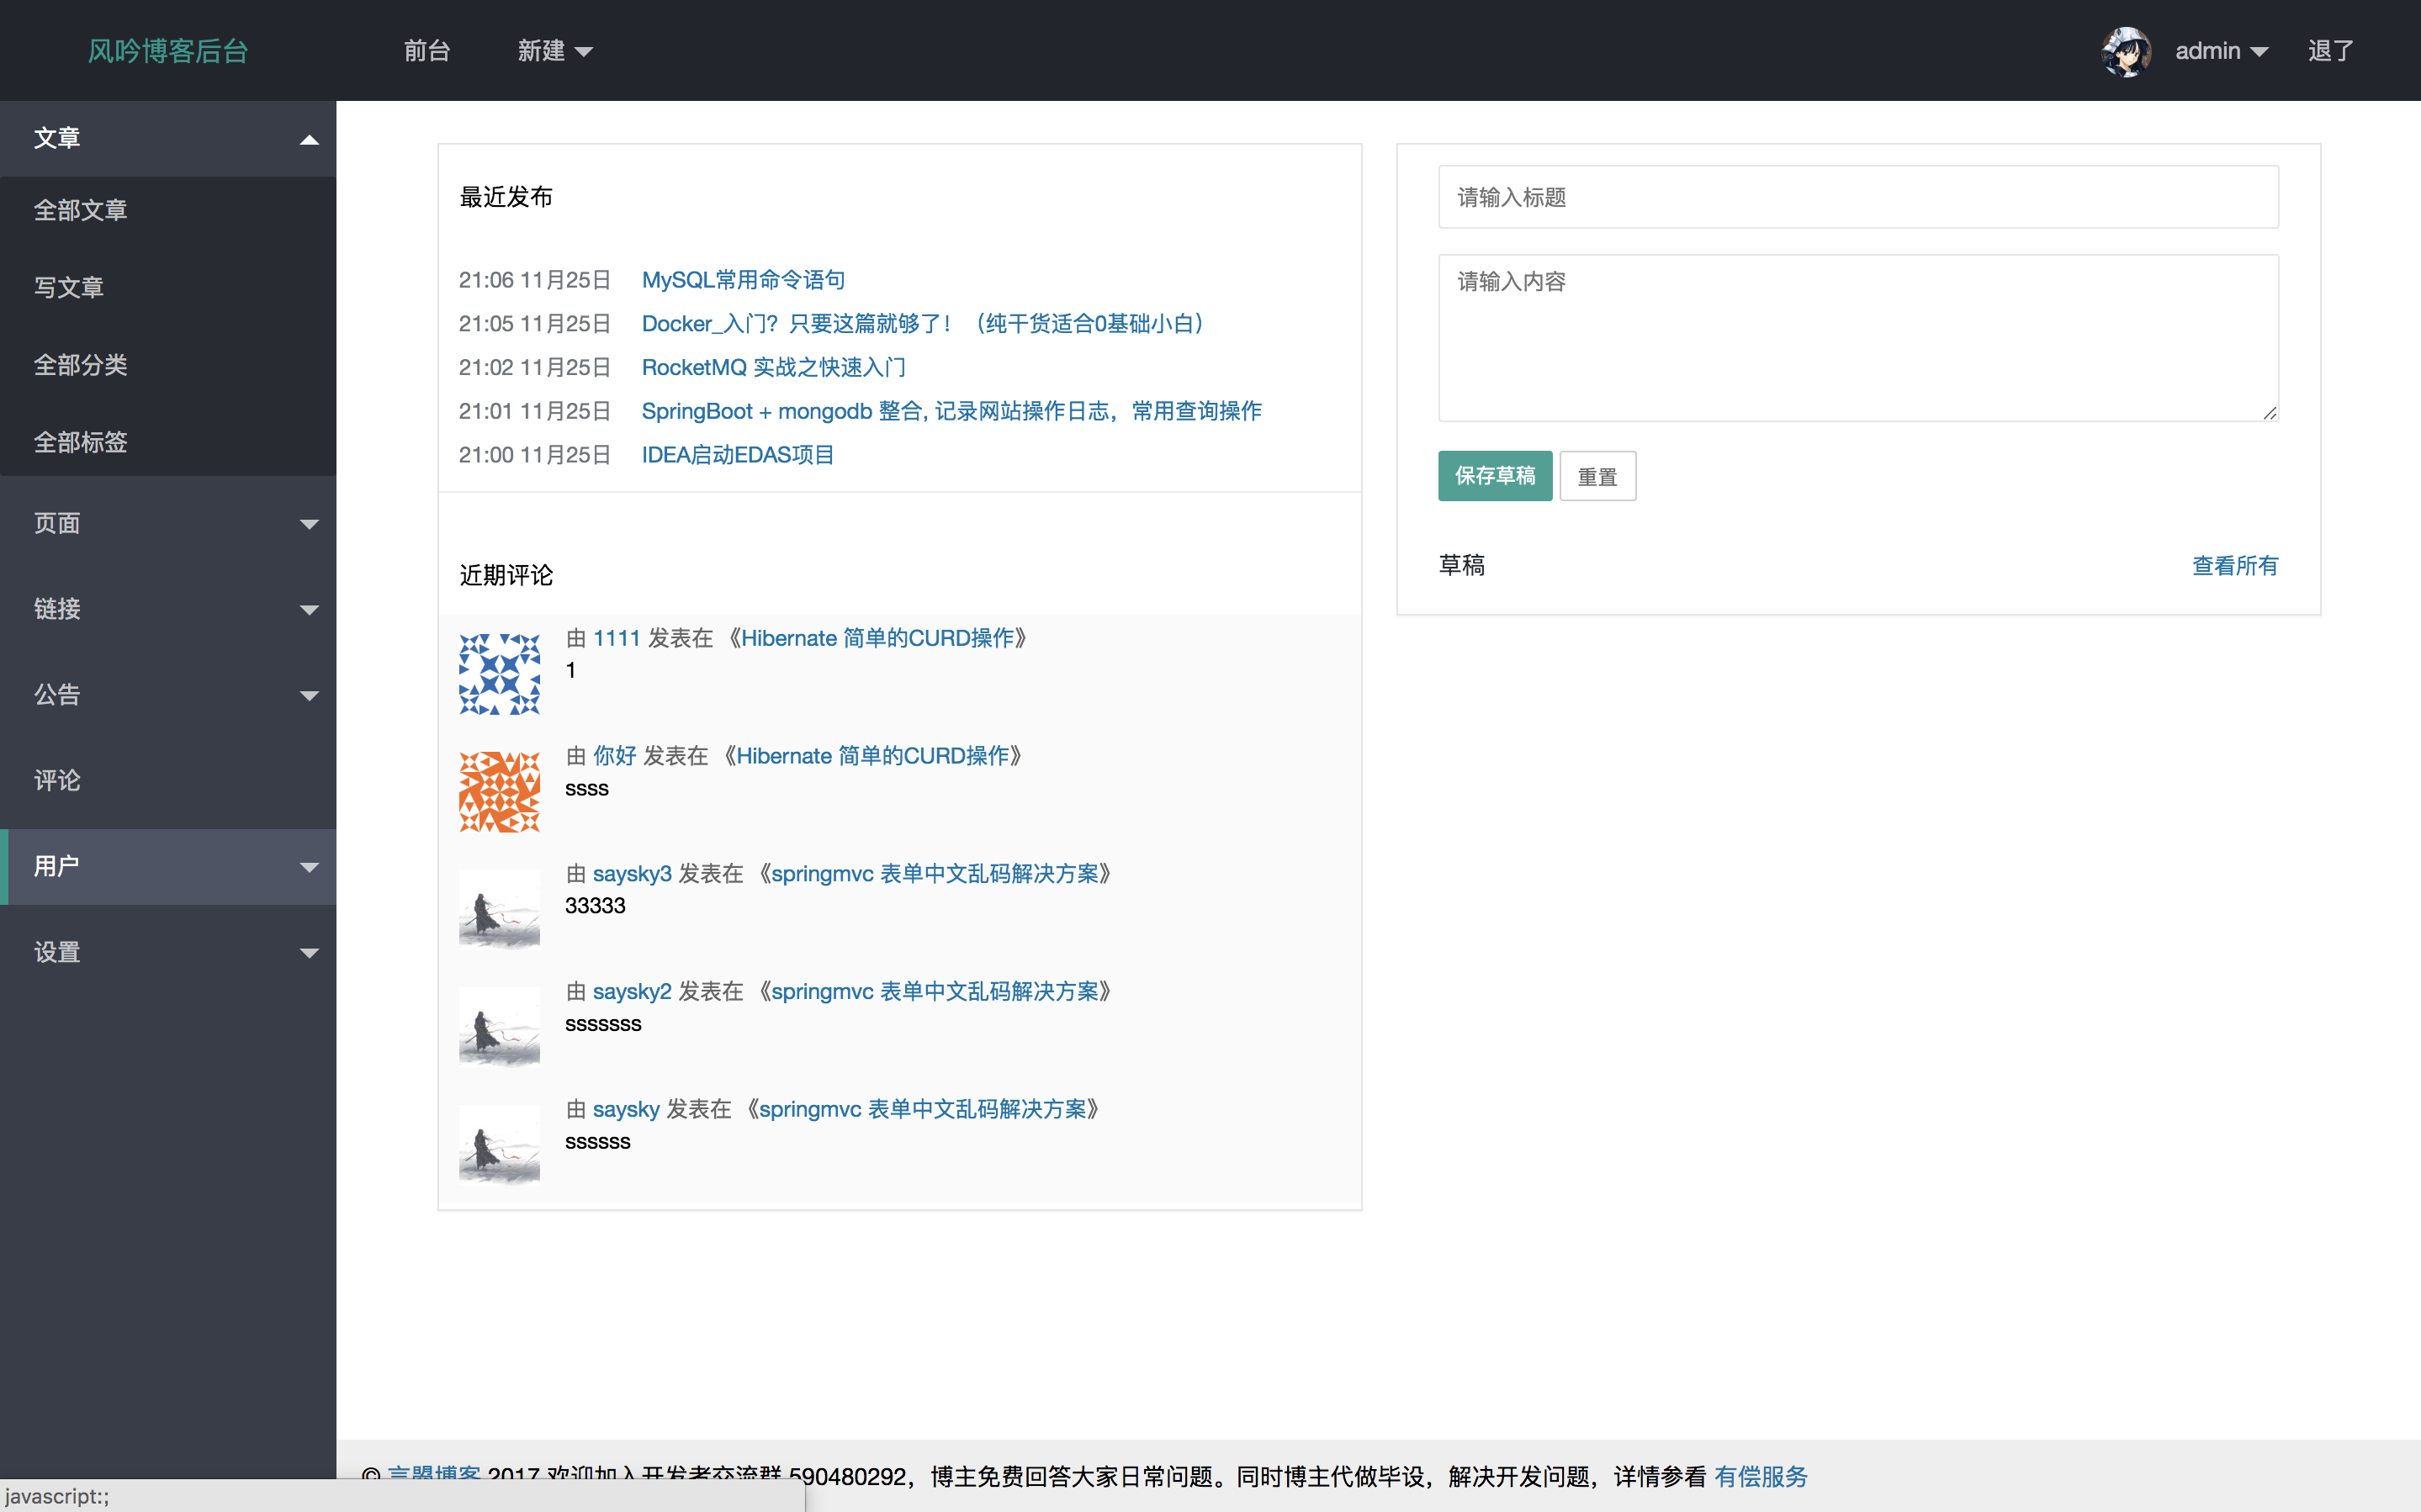 风吟博客后台 前台 新建 admin 退了
文章
全部文章
写文章
全部分类
全部标签
页面
链接
公告
评论
用户
设置
最近发布
21:06 11月25日 MySQL常用命令语句
21:05 11月25日 Docker_入门？只要这篇就够了！（纯干货适合0基础小白）
21:02 11月25日 RocketMQ 实战之快速入门
21:01 11月25日 SpringBoot + mongodb 整合, 记录网站操作日志，常用查询操作
21:00 11月25日 IDEA启动EDAS项目
近期评论
由 1111 发表在 《Hibernate 简单的CURD操作》
1
由 你好 发表在 《Hibernate 简单的CURD操作》
ssss
由 saysky3 发表在 《springmvc 表单中文乱码解决方案》
33333
由 saysky2 发表在 《springmvc 表单中文乱码解决方案》
sssssss
由 saysky 发表在 《springmvc 表单中文乱码解决方案》
ssssss
请输入标题
请输入内容
保存草稿 重置
草稿 查看所有
© 言曌博客 2017 欢迎加入开发者交流群 590480292，博主免费回答大家日常问题。同时博主代做毕设，解决开发问题，详情参看 有偿服务
javascript:;